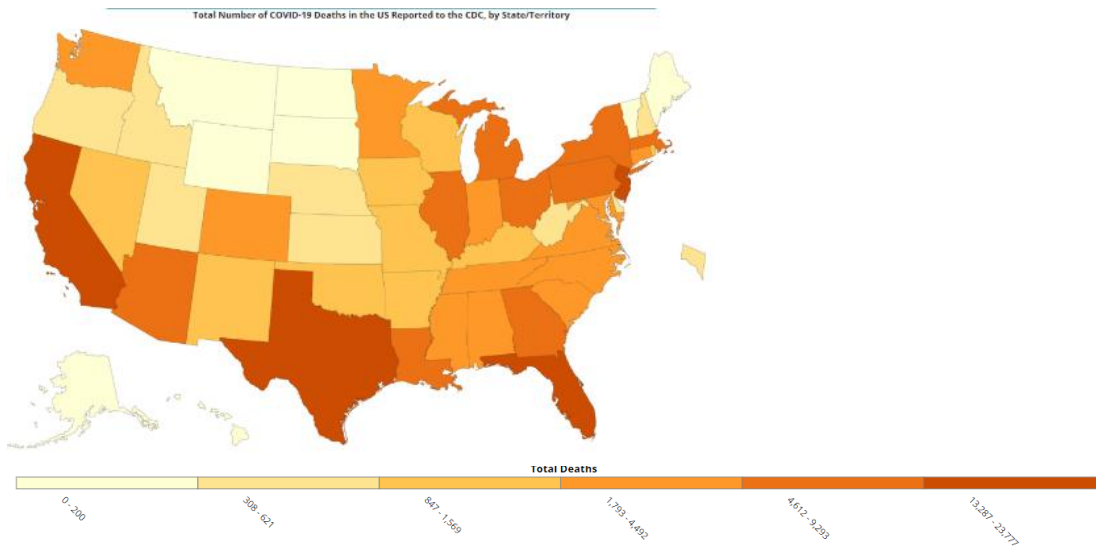 Total Number of COVID-19 Deaths in the US Reported to the CDC, by State/Territory
Total Deaths
0 - 200
308 - 621
847 - 1,569
1,793 - 4,492
4,612 - 9,293
13,287 - 23,777